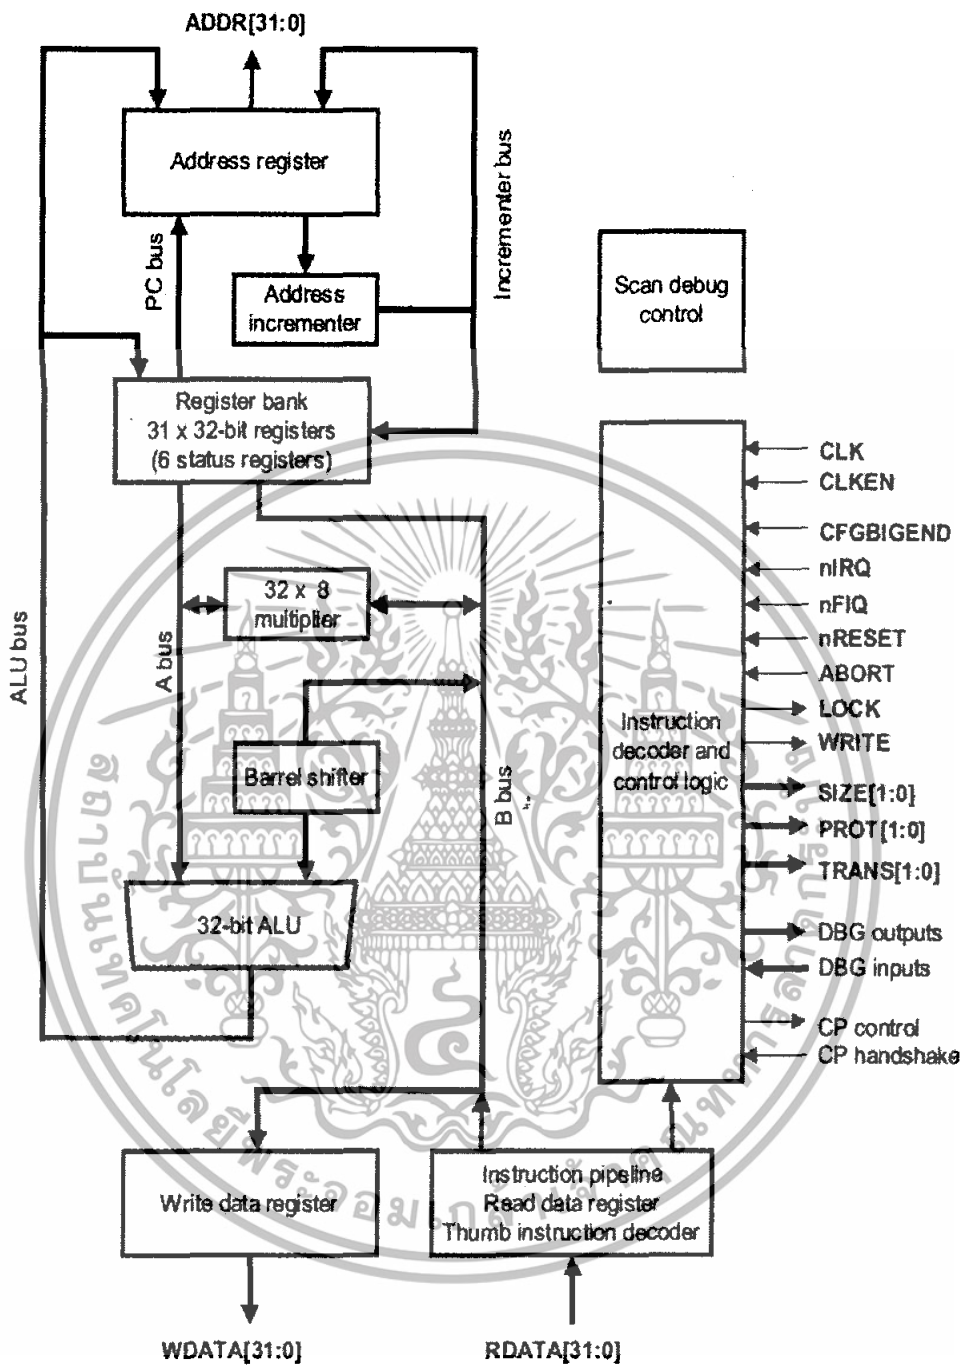 ADDR[31:0]
Address register
PC bus
Incrementer bus
Address
incrementer
Scan debug
control
Register bank
31 x 32-bit registers
(6 status registers)
CLK
CLKEN
CFGBIGEND
nIRQ
nFIQ
nRESET
ABORT
LOCK
WRITE
SIZE[1:0]
PROT[1:0]
TRANS[1:0]
DBG outputs
DBG inputs
CP control
CP handshake
Instruction
decoder and
control logic
ALU bus
A bus
32 x 8
multiplier
Barrel shifter
B bus
32-bit ALU
Write data register
Instruction pipeline
Read data register
Thumb instruction decoder
WDATA[31:0]
RDATA[31:0]